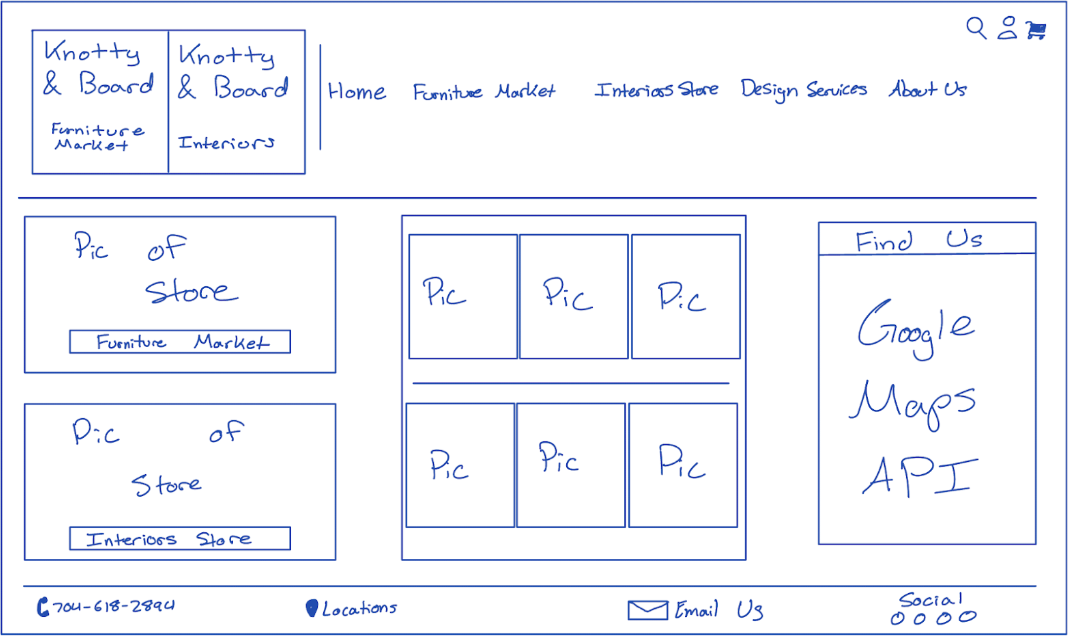 Knotty
& Board
Furniture
Market
Knotty
& Board
Interiors
Home Furniture Market Interiors Store Design Services About Us
Pic of
Store
Furniture Market
Pic of
Store
Interiors Store
Pic Pic Pic
Pic Pic Pic
Find Us
Google
Maps
API
704-618-2894 Locations Email Us Social